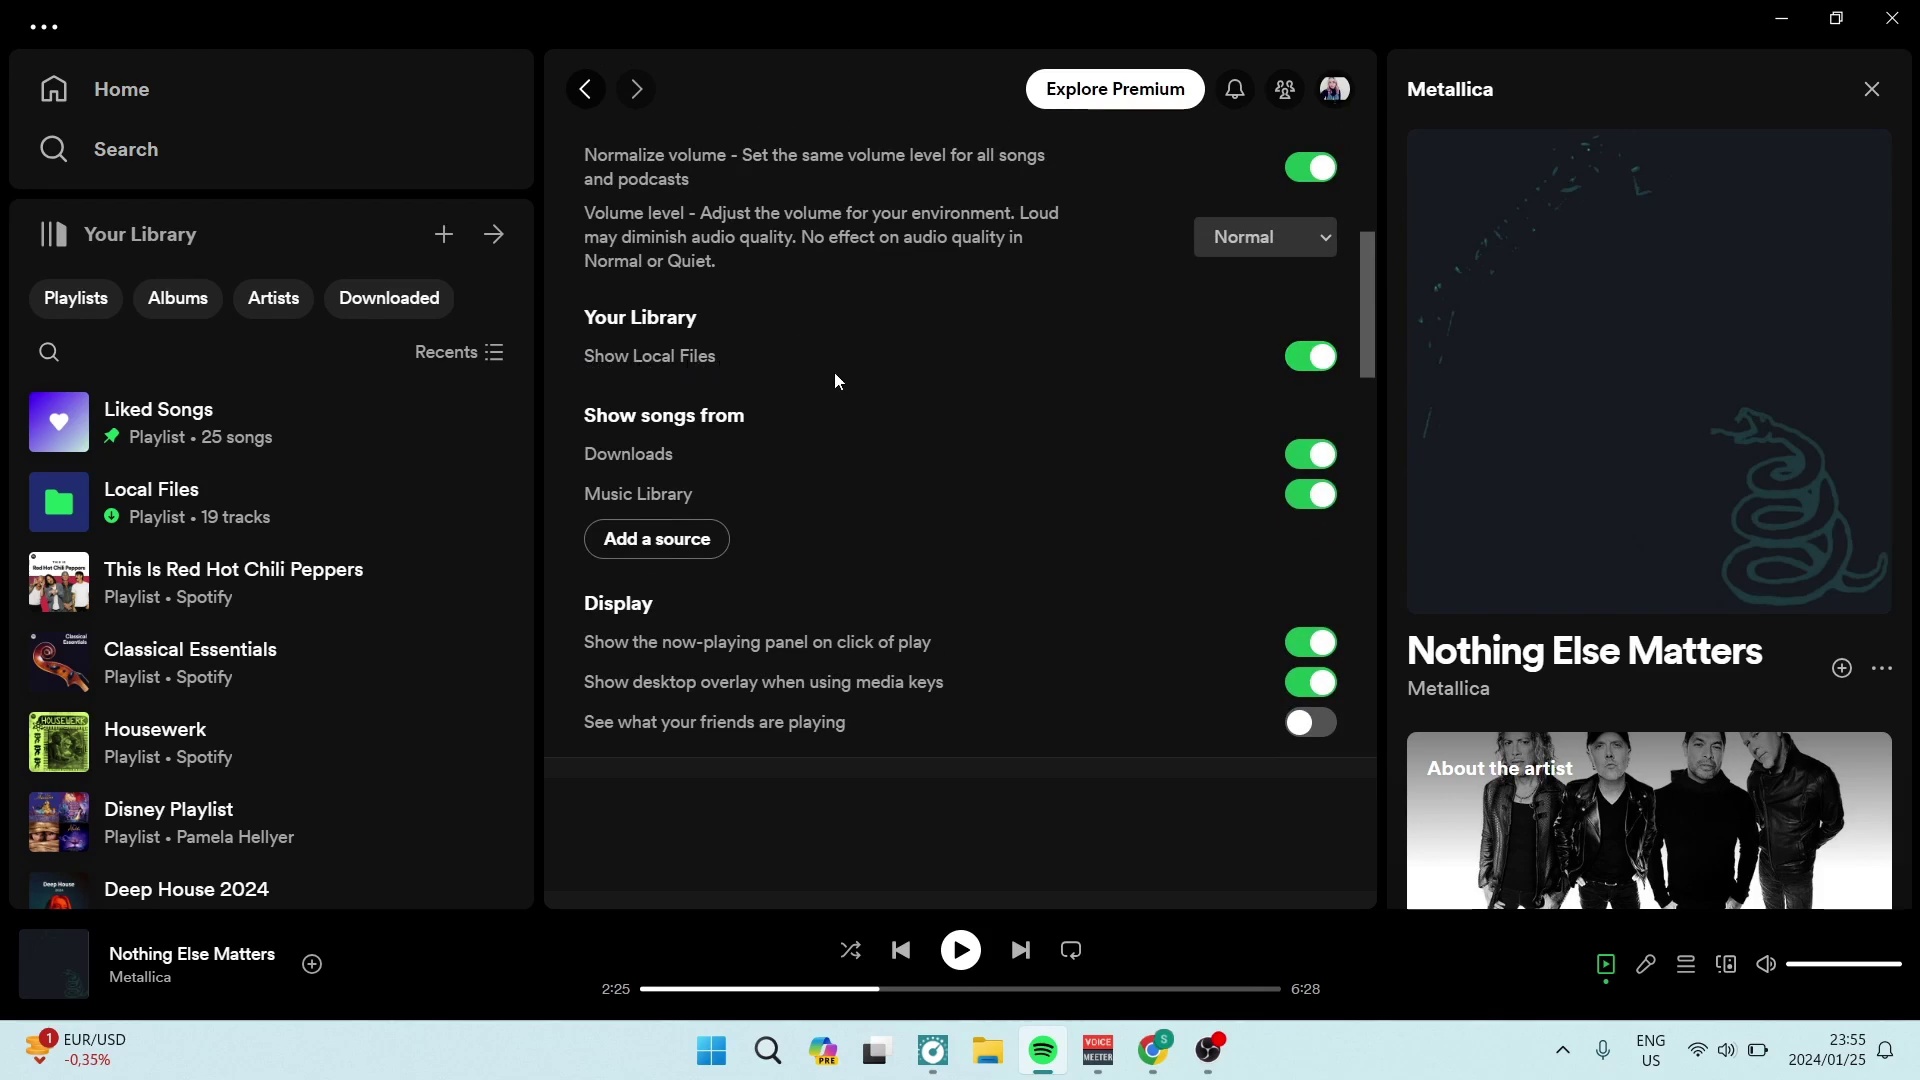 Home
Search
Your Library
Playlists
Albums
Artists
Downloaded
Recents
Liked Songs
Playlist • 25 songs
Local Files
Playlist • 19 tracks
This Is Red Hot Chili Peppers
Playlist • Spotify
Classical Essentials
Playlist • Spotify
Housewerk
Playlist • Spotify
Disney Playlist
Playlist • Pamela Hellyer
Deep House 2024
Explore Premium
Normalize volume - Set the same volume level for all songs
and podcasts
Volume level - Adjust the volume for your environment. Loud
may diminish audio quality. No effect on audio quality in
Normal or Quiet.
Normal
Your Library
Show Local Files
Show songs from
Downloads
Music Library
Add a source
Display
Show the now-playing panel on click of play
Show desktop overlay when using media keys
See what your friends are playing
Metallica
Nothing Else Matters
Metallica
About the artist
Nothing Else Matters
Metallica
2:25
6:28
1
EUR/USD
-0,35%
PRE
VOICE
MEETER
S
ENG
US
23:55
2024/01/25